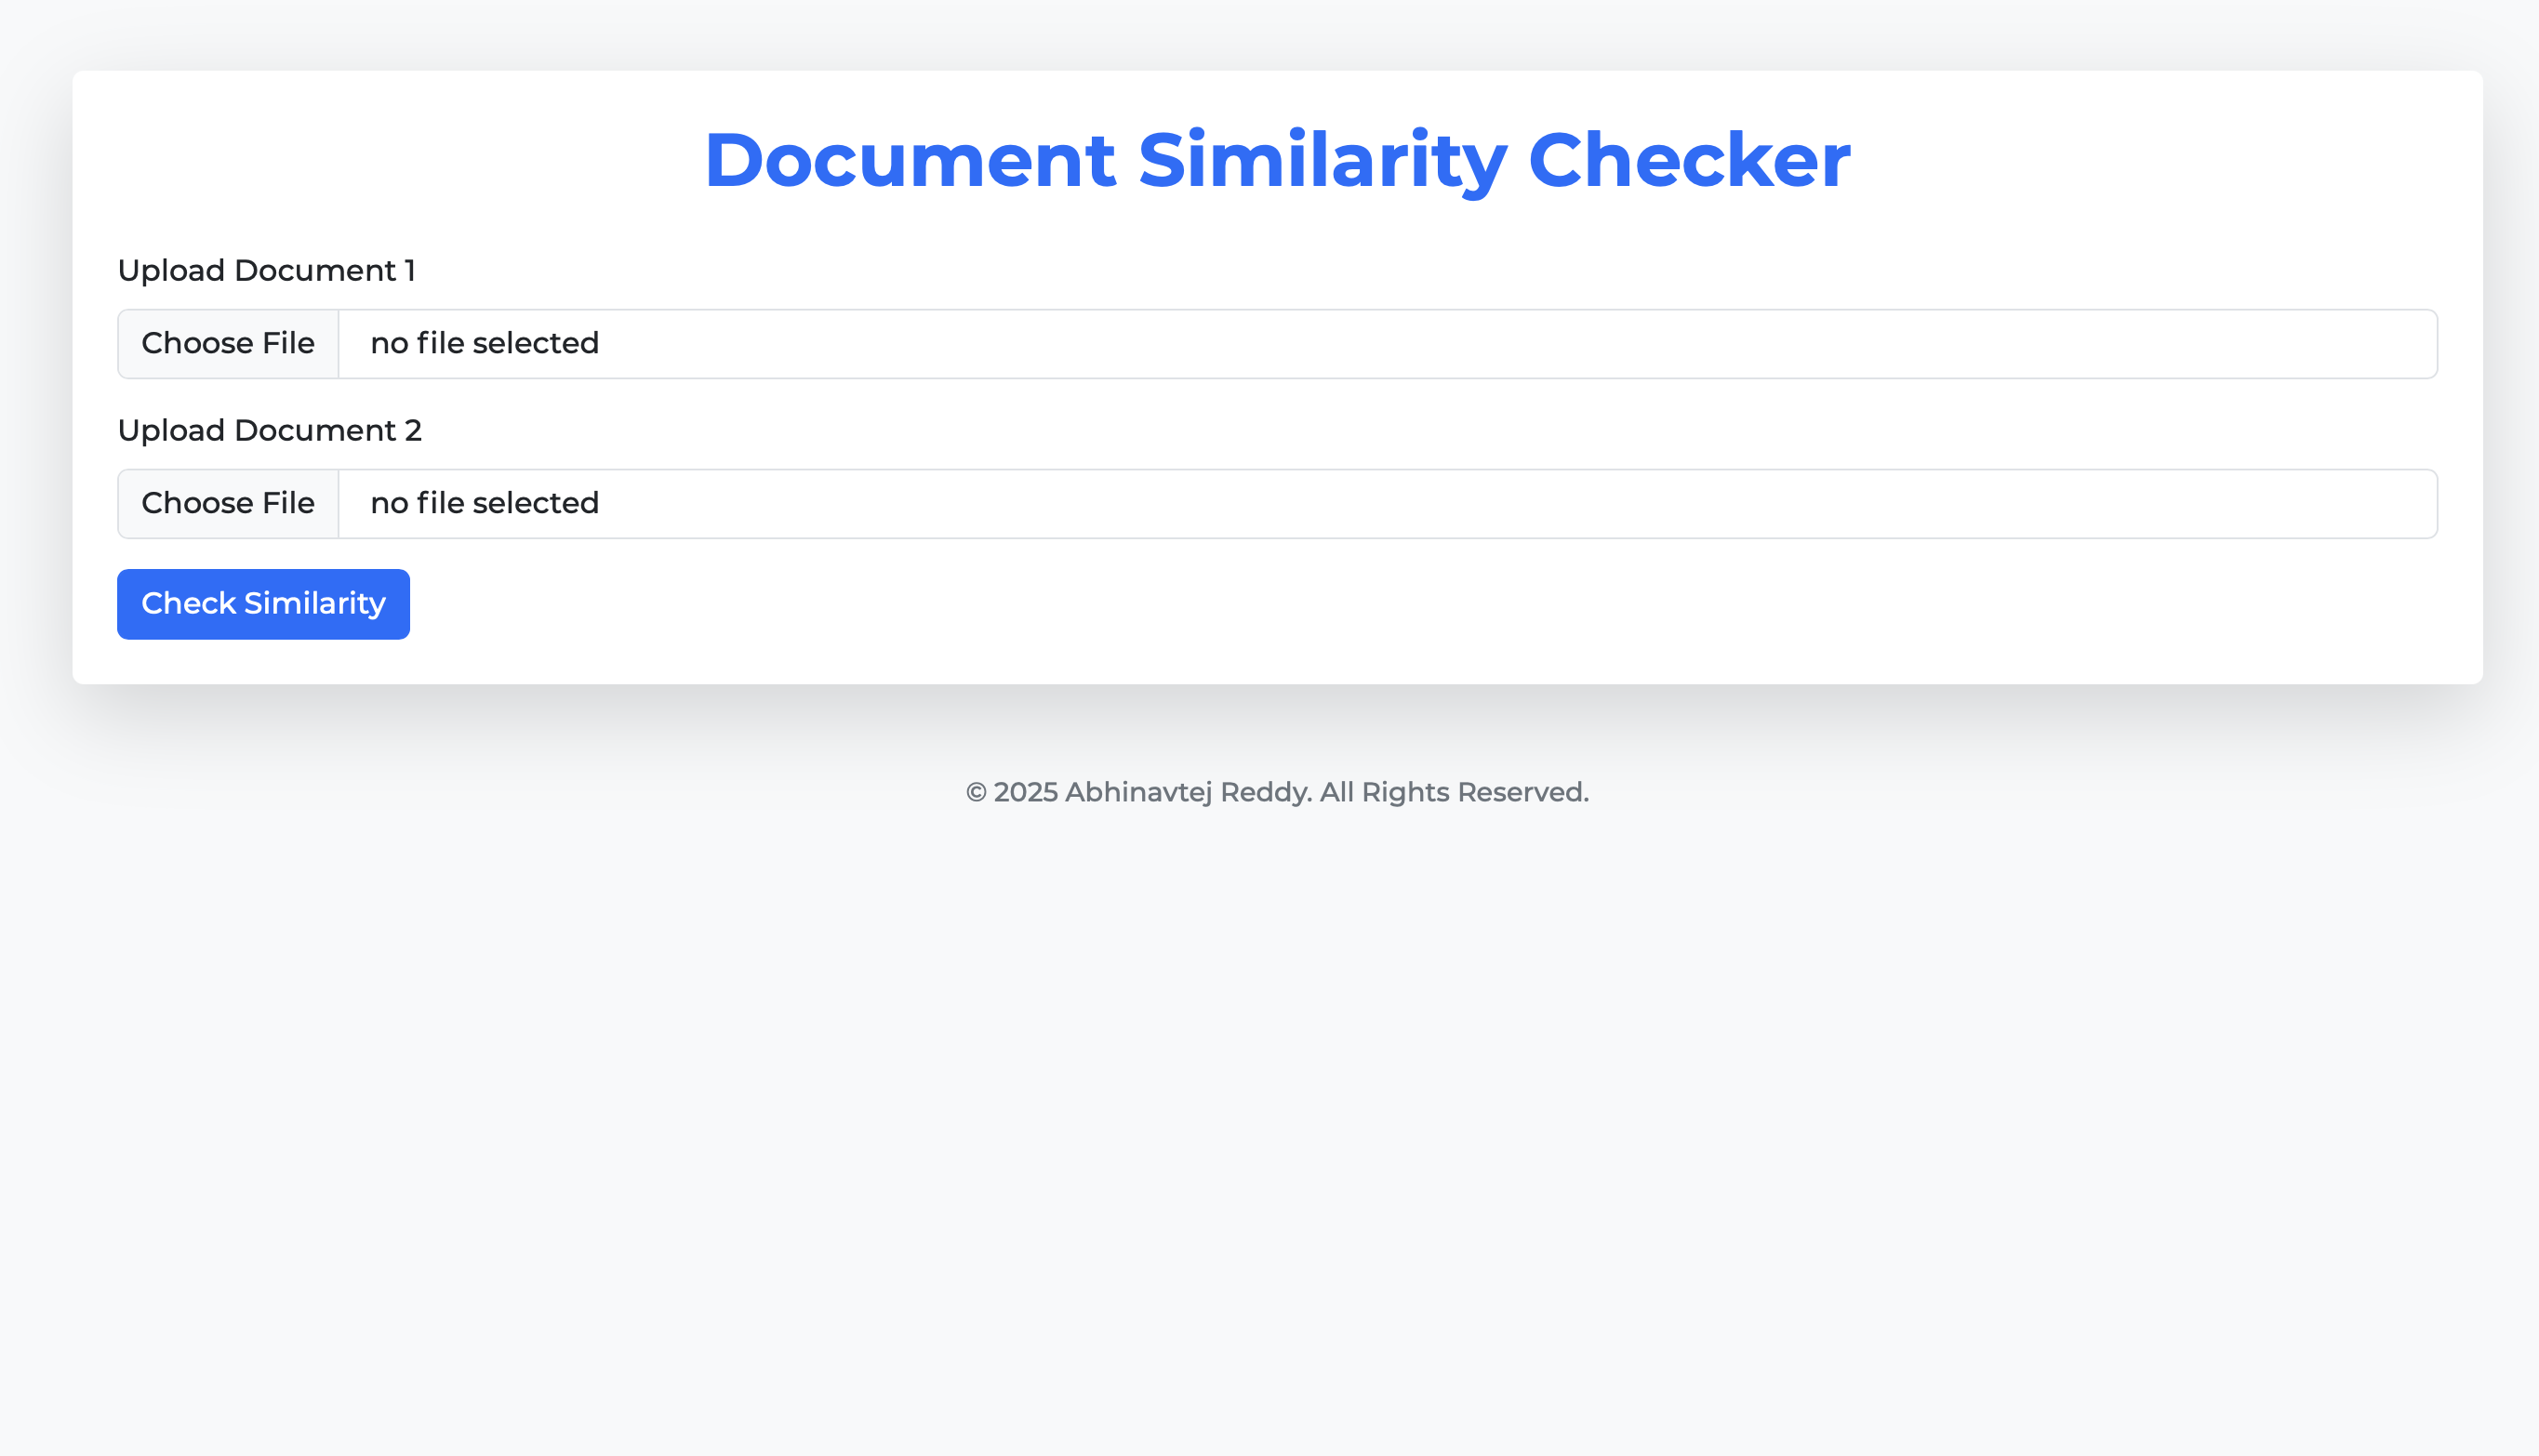 Document Similarity Checker
Upload Document 1
Choose File no file selected
Upload Document 2
Choose File no file selected
Check Similarity
© 2025 Abhinavtej Reddy. All Rights Reserved.